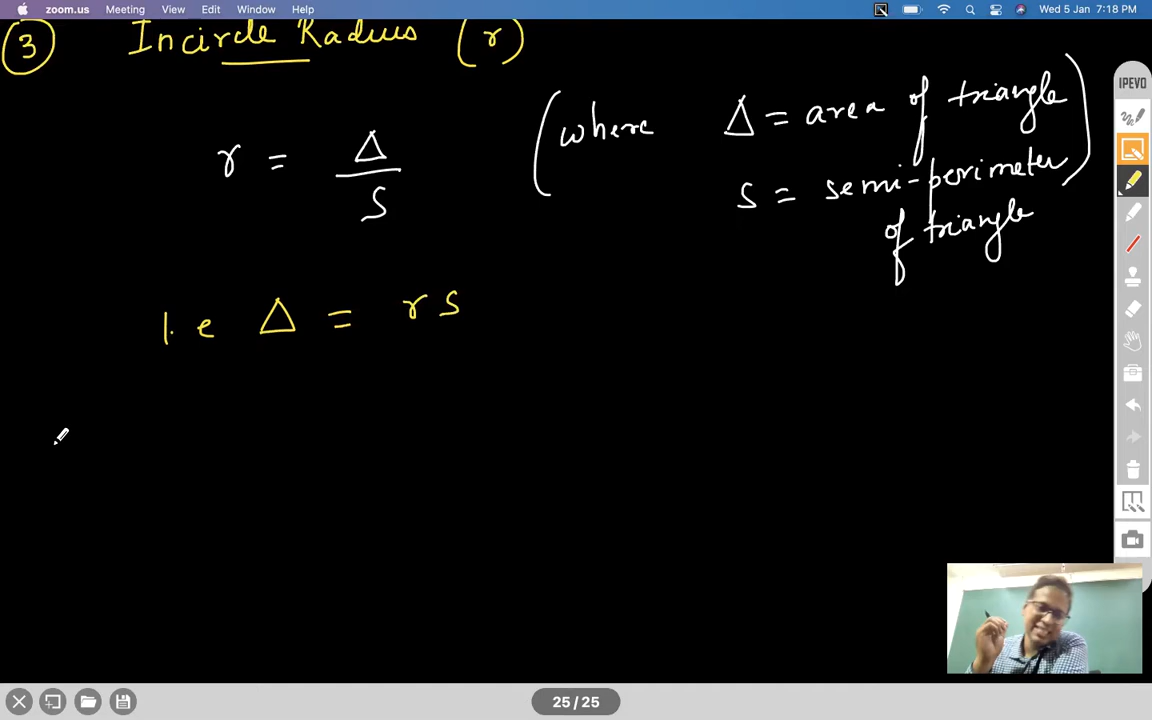 zoom.us Meeting View Edit Window Help Wed 5 Jan 7:18 PM
3 Incircle Radius (r)
IPEVO
r = Δ/S (where Δ = area of triangle
s = semi-perimeter of triangle)
I.e Δ = rs
25 / 25